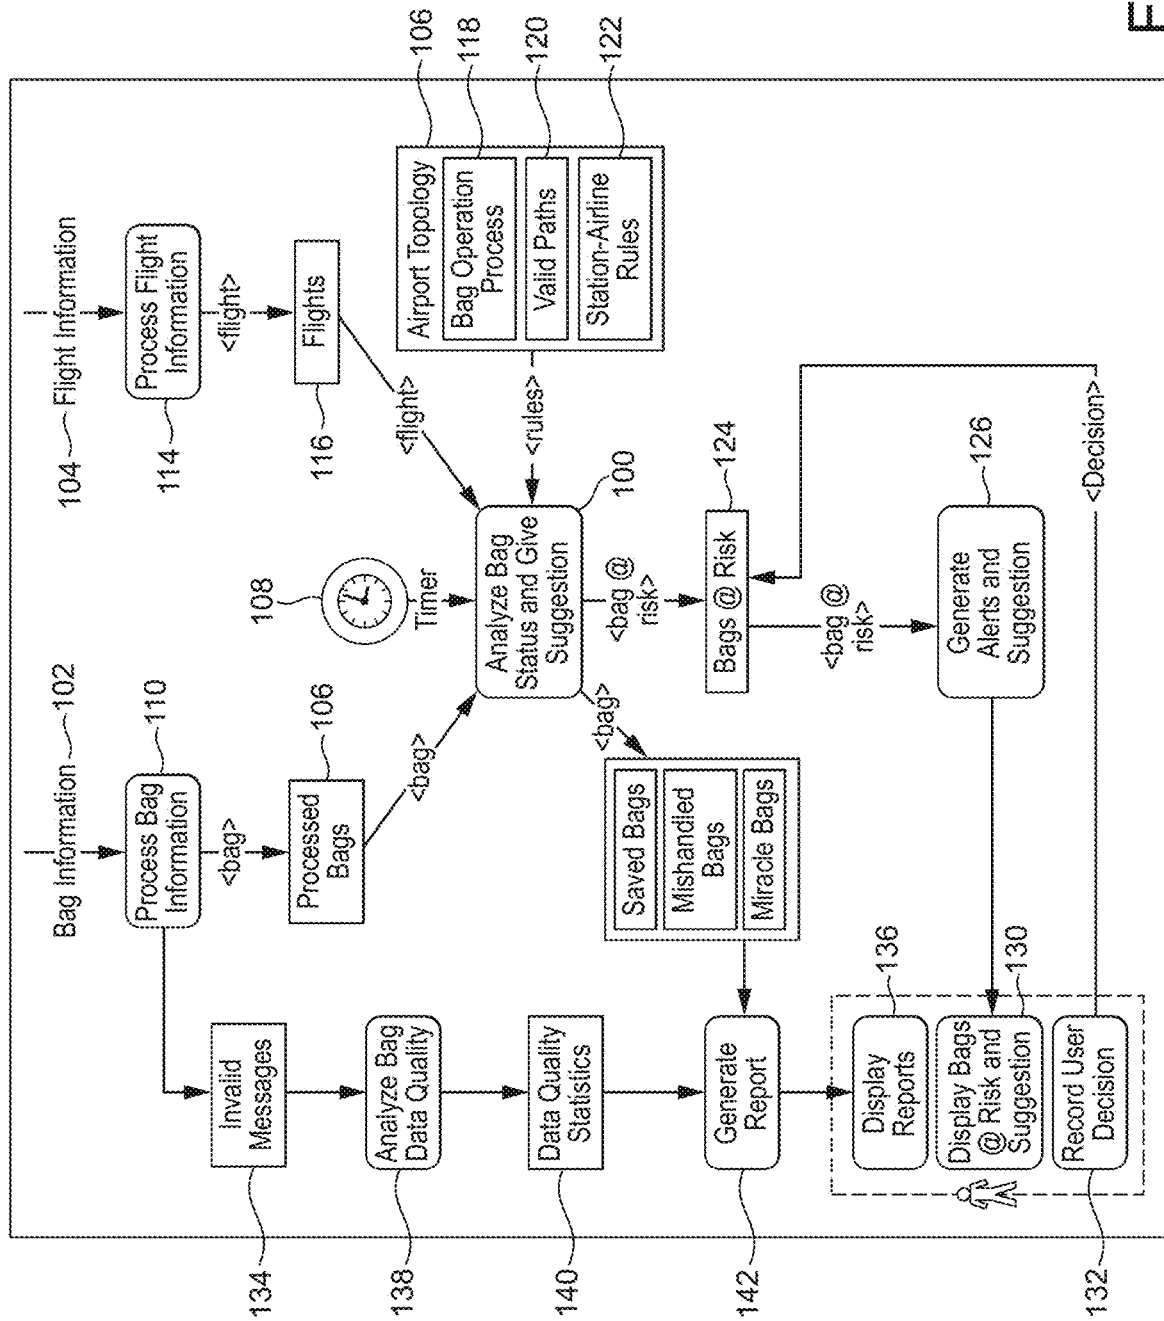 Bag Information 102
104 Flight Information
Process Bag
Information
110
Process Flight
Information
114
<bag>
<flight>
Invalid
Messages
134
Processed
Bags
106
Flights
116
108
Timer
<bag>
<flight>
Analyze Bag
Data Quality
138
Airport Topology
106
Bag Operation
Process
118
Valid Paths
120
Station-Airline
Rules
122
<rules>
Analyze Bag
Status and Give
Suggestion
100
Data Quality
Statistics
140
<bag>
<bag @
risk>
Saved Bags
Mishandled
Bags
Miracle Bags
Bags @ Risk
124
Generate
Report
142
<bag @
risk>
Display
Reports
136
Display Bags
@ Risk and
Suggestion
130
Generate
Alerts and
Suggestion
126
Record User
Decision
132
<Decision>
F